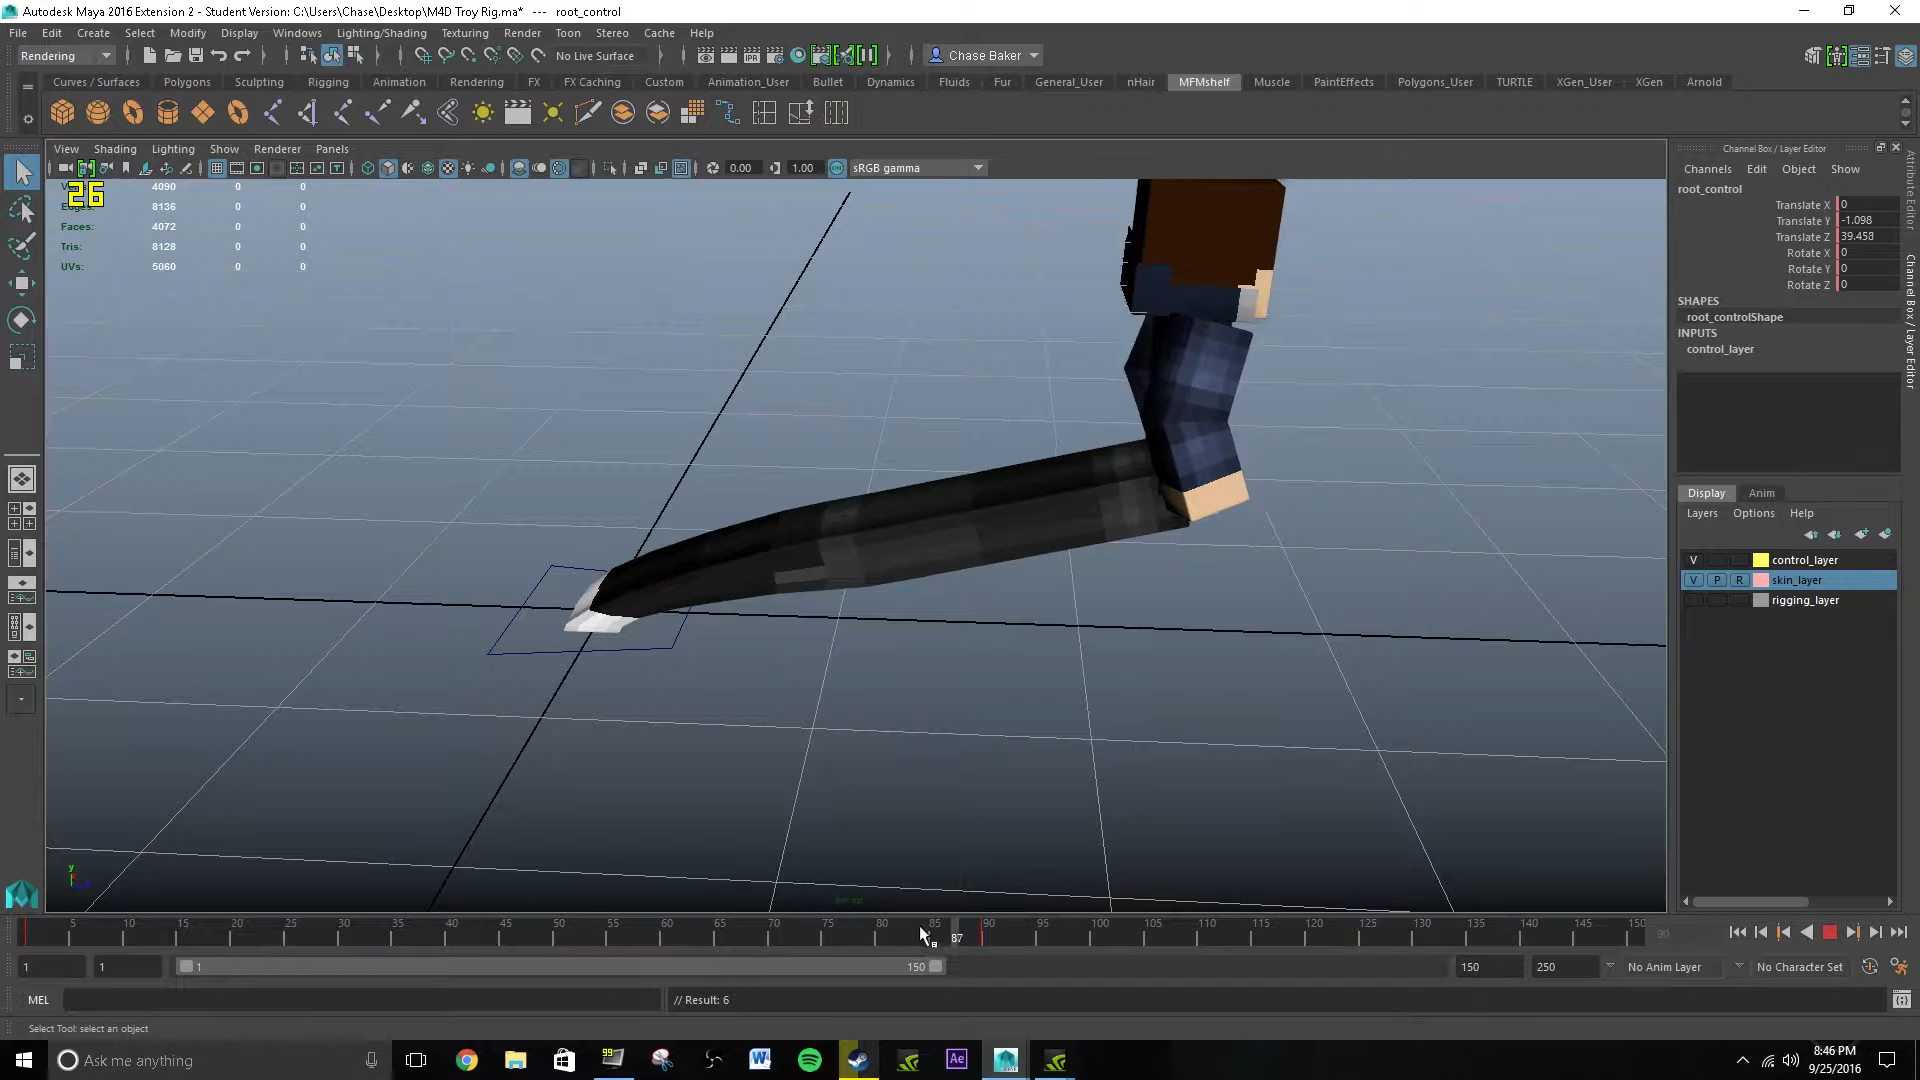 Autodesk Maya 2016 Extension 2 - Student Version: C:\Users\Chase\Desktop\M4D Troy Rig.ma* --- root_control
File Edit Create Select Modify Display Windows Lighting/Shading Texturing Render Toon Stereo Cache Help
Rendering No Live Surface Chase Baker
Curves / Surfaces Polygons Sculpting Rigging Animation Rendering FX FX Caching Custom Animation_User Bullet Dynamics Fluids Fur General_User nHair MFMshelf Muscle PaintEffects Polygons_User TURTLE XGen_User XGen Arnold
View Shading Lighting Show Renderer Panels
0.00 1.00 sRGB gamma
26
4090 0 0
8136 0 0
Faces: 4072 0 0
Tris: 8128 0 0
UVs: 5060 0 0
Channel Box / Layer Editor
Channels Edit Object Show
root_control
Translate X 0
Translate Y -1.098
Translate Z 39.458
Rotate X 0
Rotate Y 0
Rotate Z 0
SHAPES
root_controlShape
INPUTS
control_layer
Attribute Editor
Channel Box / Layer Editor
Display Anim
Layers Options Help
V control_layer
V P R skin_layer
rigging_layer
y
5 10 15 20 25 30 35 40 45 50 55 60 65 70 75 80 85 90 95 100 105 110 115 120 125 130 135 140 145 150
87
90
1 1 1 150 150 250 No Anim Layer No Character Set
MEL // Result: 6
Select Tool: select an object
Ask me anything
99
Ae
8:46 PM
9/25/2016